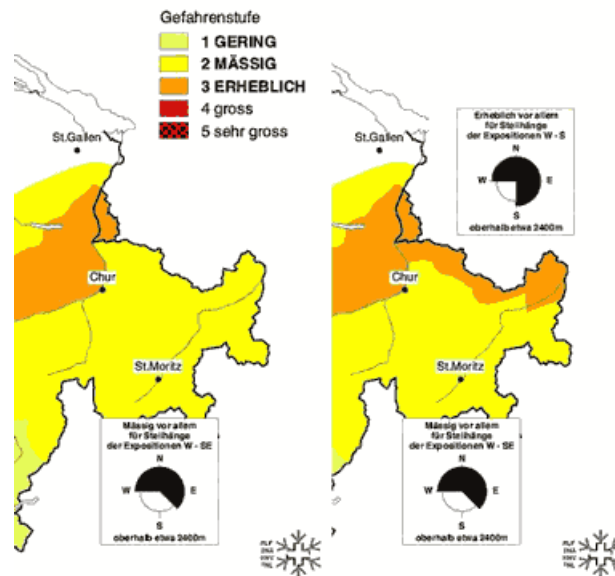 Gefahrenstufe
1 GERING
2 MÄSSIG
3 ERHEBLICH
4 gross
5 sehr gross
St.Gallen
Chur
St.Moritz
Mässig vor allem
für Steilhänge
der Expositionen W - SE
N
W E
S
oberhalb etwa 2400m
St.Gallen
Erheblich vor allem
für Steilhänge
der Expositionen W - S
N
W E
S
oberhalb etwa 2400m
Chur
St.Moritz
Mässig vor allem
für Steilhänge
der Expositionen W - SE
N
W E
S
oberhalb etwa 2400m